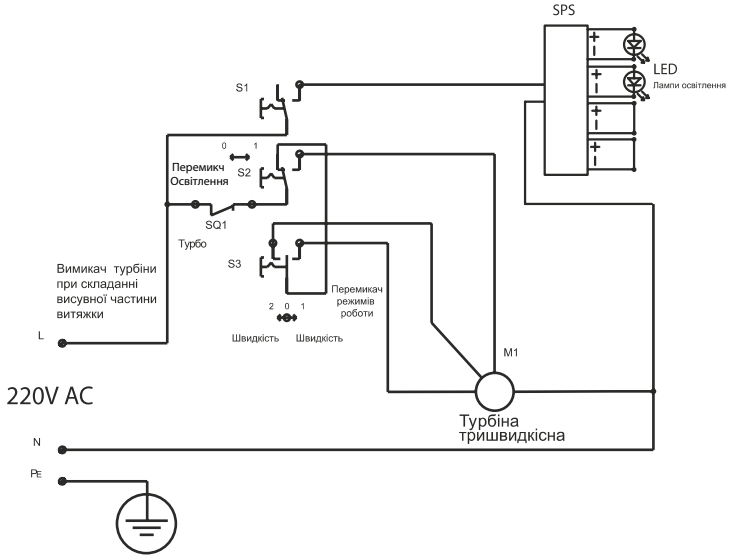 SPS
LED
Лампи освітлення
S1
0 1
Перемикч
Освітлення
S2
SQ1
Турбо
S3
Вимикач турбіни
при складанні
висувної частини
витяжки
Перемикач
режимів
роботи
2 0 1
Швидкість Швидкість
L
M1
220V AC
Турбіна
тришвидкісна
N
PE